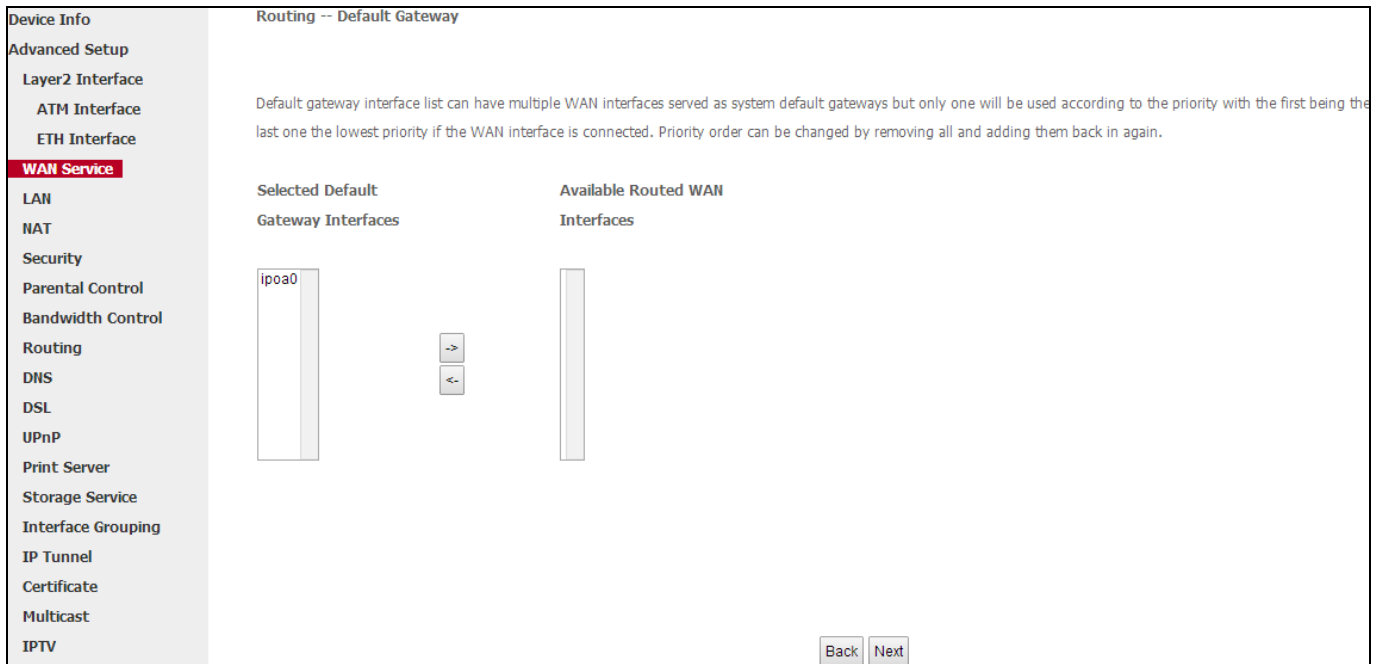 Device Info
Advanced Setup
Layer2 Interface
ATM Interface
ETH Interface
WAN Service
LAN
NAT
Security
Parental Control
Bandwidth Control
Routing
DNS
DSL
UPnP
Print Server
Storage Service
Interface Grouping
IP Tunnel
Certificate
Multicast
IPTV
Routing -- Default Gateway
Default gateway interface list can have multiple WAN interfaces served as system default gateways but only one will be used according to the priority with the first being the
last one the lowest priority if the WAN interface is connected. Priority order can be changed by removing all and adding them back in again.
Selected Default
Gateway Interfaces
Available Routed WAN
Interfaces
ipoa0
->
<-
Back Next